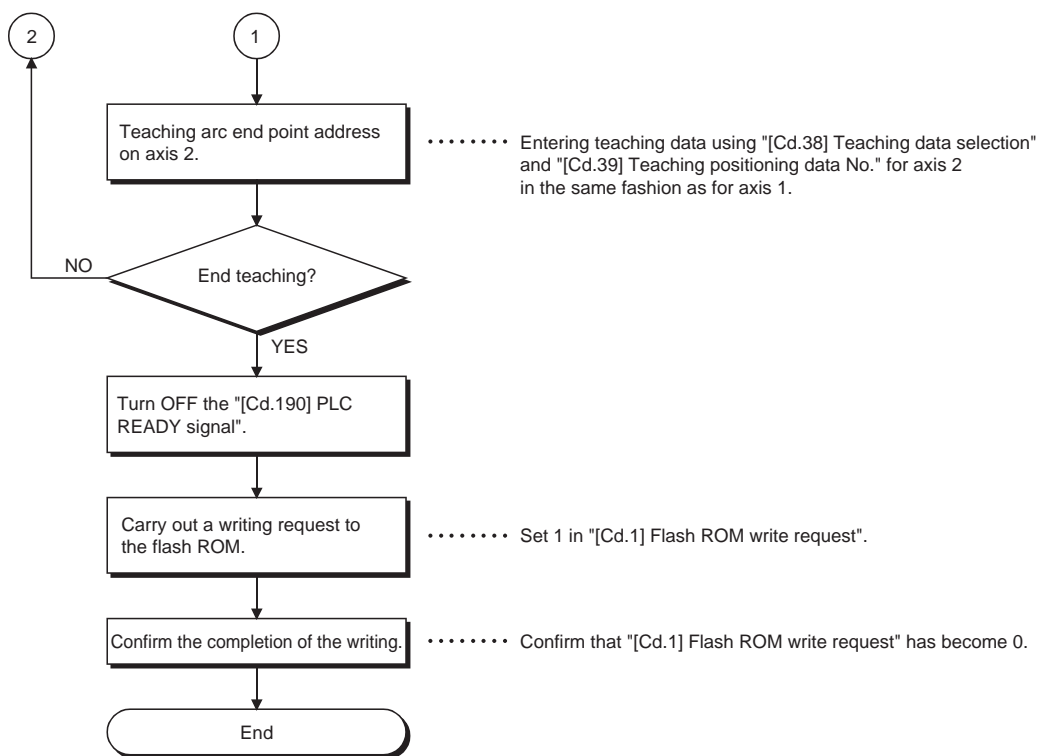 2
1
Teaching arc end point address
on axis 2.
Entering teaching data using "[Cd.38] Teaching data selection"
and "[Cd.39] Teaching positioning data No." for axis 2
in the same fashion as for axis 1.
NO
End teaching?
YES
Turn OFF the "[Cd.190] PLC
READY signal".
Carry out a writing request to
the flash ROM.
Set 1 in "[Cd.1] Flash ROM write request".
Confirm the completion of the writing.
Confirm that "[Cd.1] Flash ROM write request" has become 0.
End